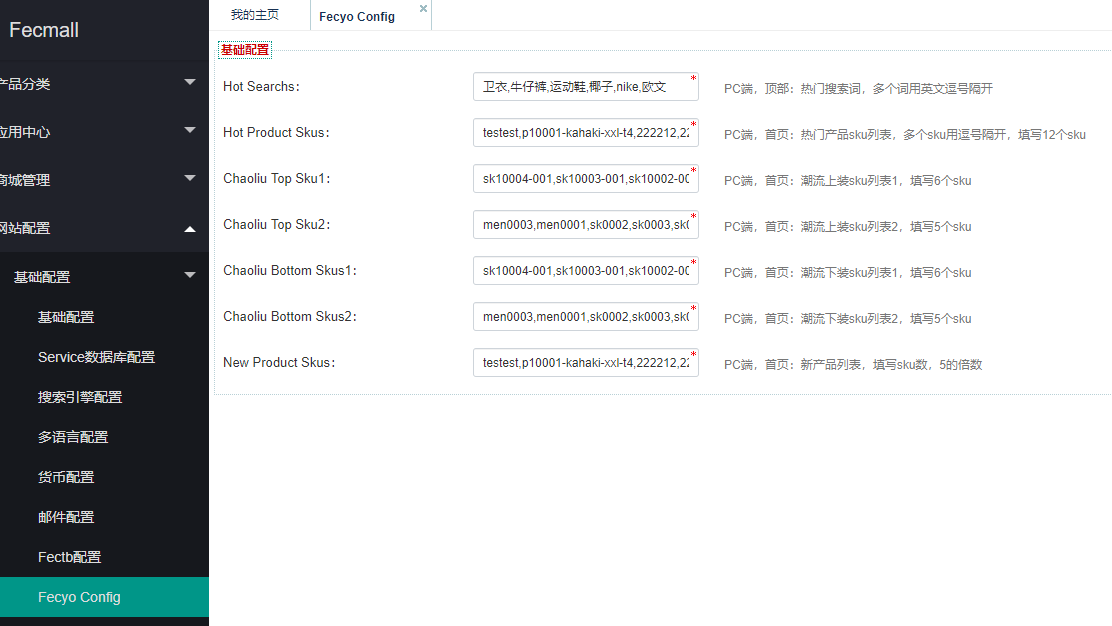 Fecmall
产品分类
应用中心
商城管理
网站配置
基础配置
基础配置
Service数据库配置
搜索引擎配置
多语言配置
货币配置
邮件配置
Fectb配置
Fecyo Config
我的主页 Fecyo Config ×
基础配置
Hot Searchs: 卫衣,牛仔裤,运动鞋,椰子,nike,欧文 * PC端，顶部：热门搜索词，多个词用英文逗号隔开
Hot Product Skus: testest,p10001-kahaki-xxl-t4,222212,22 * PC端，首页：热门产品sku列表，多个sku用逗号隔开，填写12个sku
Chaoliu Top Sku1: sk10004-001,sk10003-001,sk10002-00 * PC端，首页：潮流上装sku列表1，填写6个sku
Chaoliu Top Sku2: men0003,men0001,sk0002,sk0003,sk0 * PC端，首页：潮流上装sku列表2，填写5个sku
Chaoliu Bottom Skus1: sk10004-001,sk10003-001,sk10002-00 * PC端，首页：潮流下装sku列表1，填写6个sku
Chaoliu Bottom Skus2: men0003,men0001,sk0002,sk0003,sk0 * PC端，首页：潮流下装sku列表2，填写5个sku
New Product Skus: testest,p10001-kahaki-xxl-t4,222212,22 * PC端，首页：新产品列表，填写sku数，5的倍数